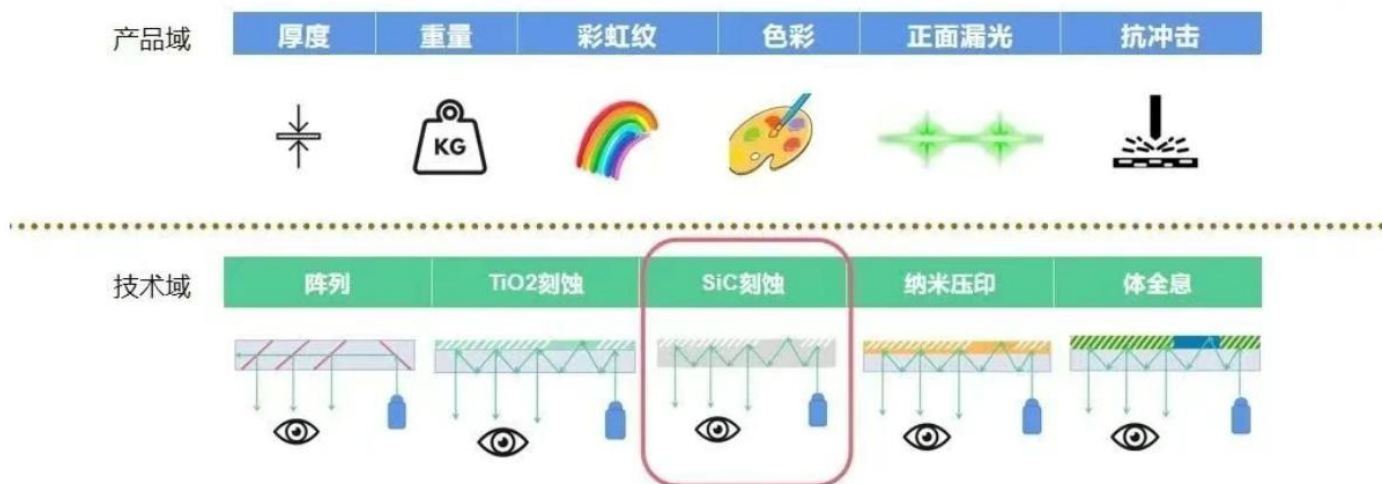 产品域 厚度 重量 彩虹纹 色彩 正面漏光 抗冲击
KG
技术域 阵列 TiO2刻蚀 SiC刻蚀 纳米压印 体全息